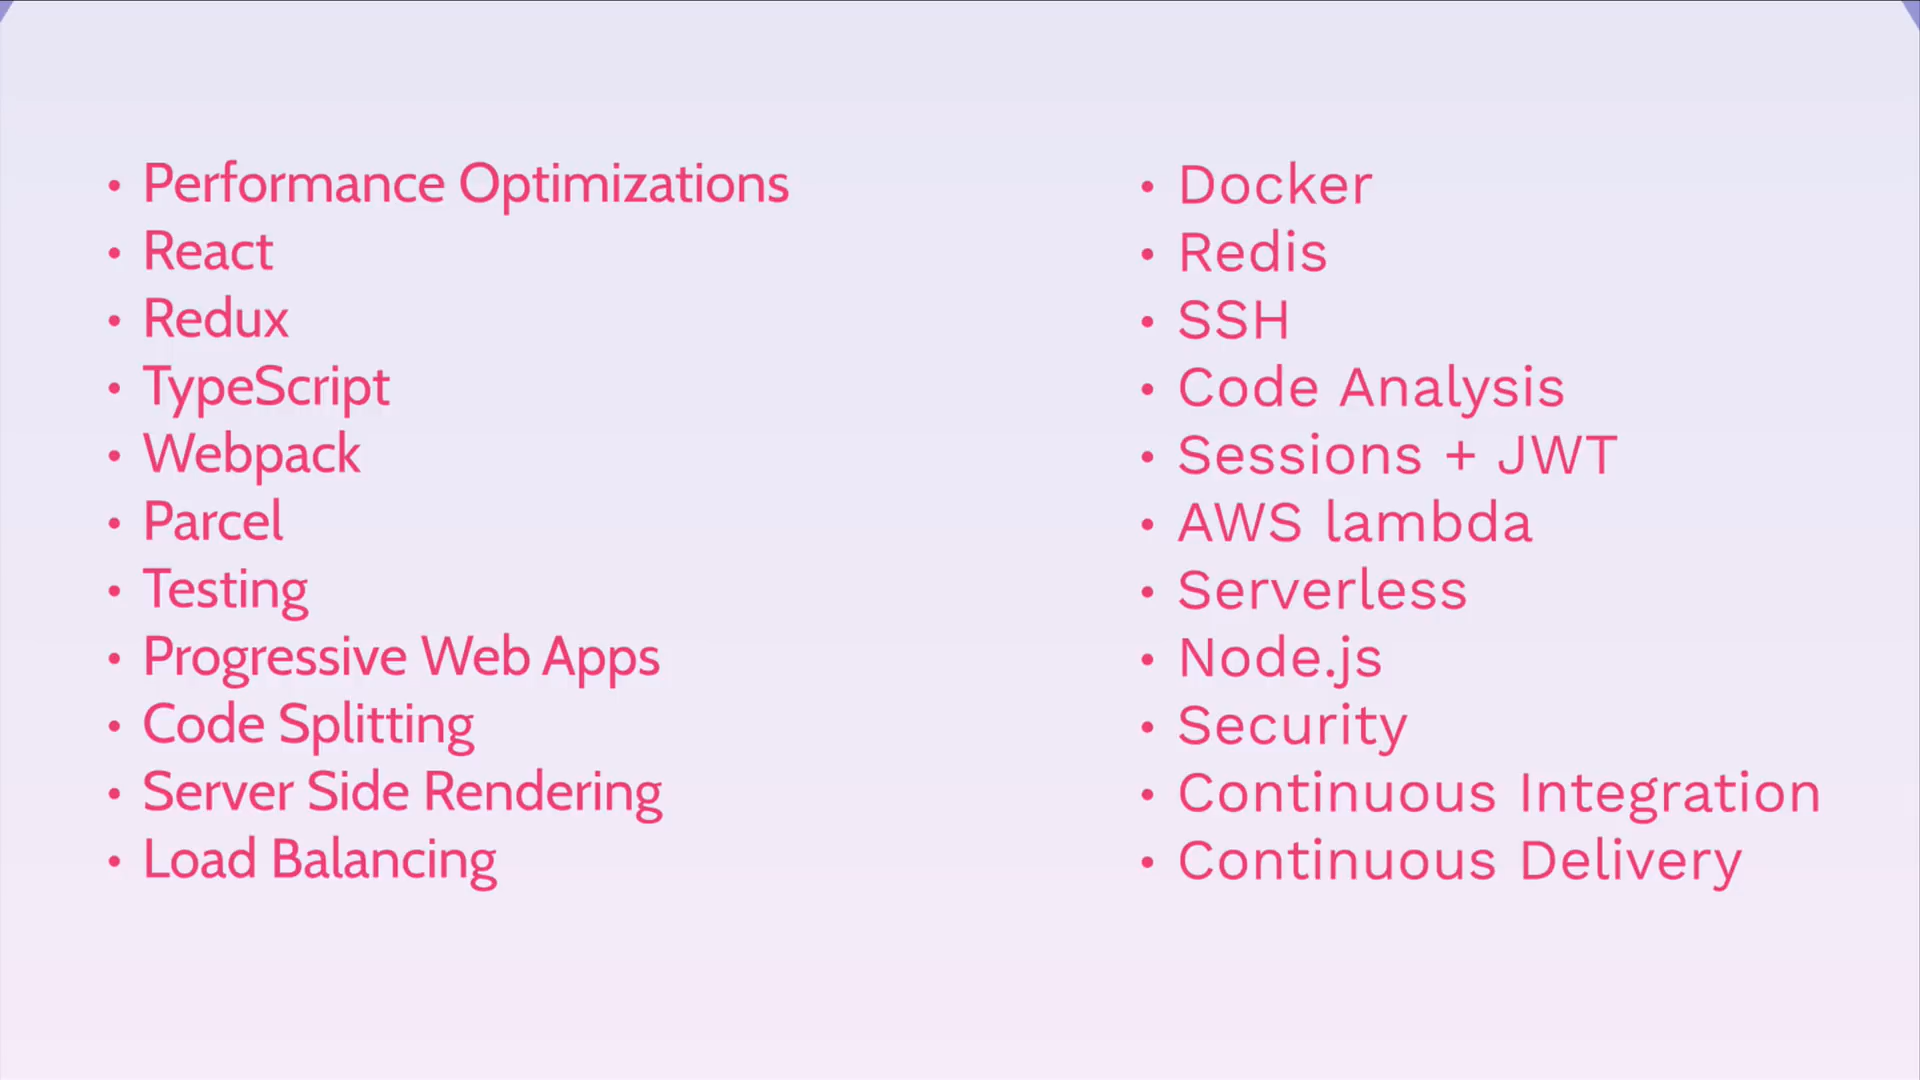 • Performance Optimizations
• React
• Redux
• TypeScript
• Webpack
• Parcel
• Testing
• Progressive Web Apps
• Code Splitting
• Server Side Rendering
• Load Balancing
• Docker
• Redis
• SSH
• Code Analysis
• Sessions + JWT
• AWS lambda
• Serverless
• Node.js
• Security
• Continuous Integration
• Continuous Delivery